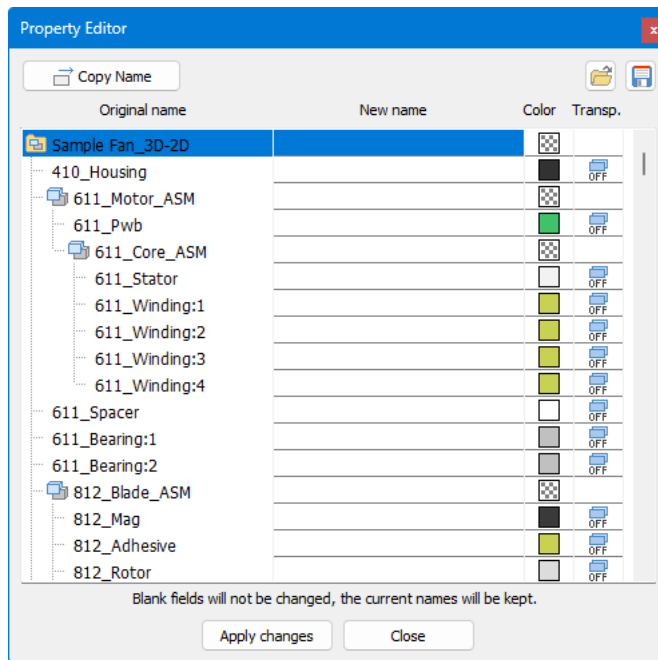 Property Editor
x
Copy Name
Original name New name Color Transp.
Sample Fan_3D-2D
410_Housing OFF
611_Motor_ASM
611_Pwb OFF
611_Core_ASM
611_Stator OFF
611_Winding:1 OFF
611_Winding:2 OFF
611_Winding:3 OFF
611_Winding:4 OFF
611_Spacer OFF
611_Bearing:1 OFF
611_Bearing:2 OFF
812_Blade_ASM
812_Mag OFF
812_Adhesive OFF
812_Rotor OFF
Blank fields will not be changed, the current names will be kept.
Apply changes Close